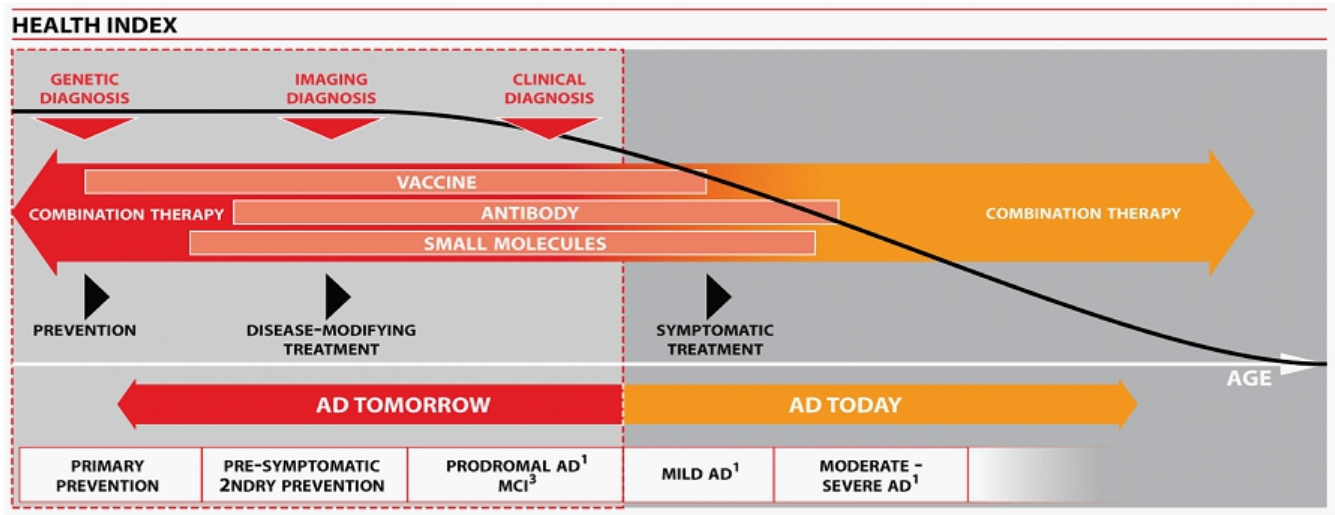 HEALTH INDEX
GENETIC
DIAGNOSIS
IMAGING
DIAGNOSIS
CLINICAL
DIAGNOSIS
VACCINE
COMBINATION THERAPY
ANTIBODY
COMBINATION THERAPY
SMALL MOLECULES
PREVENTION
DISEASE-MODIFYING
TREATMENT
SYMPTOMATIC
TREATMENT
AGE
AD TOMORROW
AD TODAY
PRIMARY
PREVENTION
PRE-SYMPTOMATIC
2NDRY PREVENTION
PRODROMAL AD¹
MCI³
MILD AD¹
MODERATE -
SEVERE AD¹